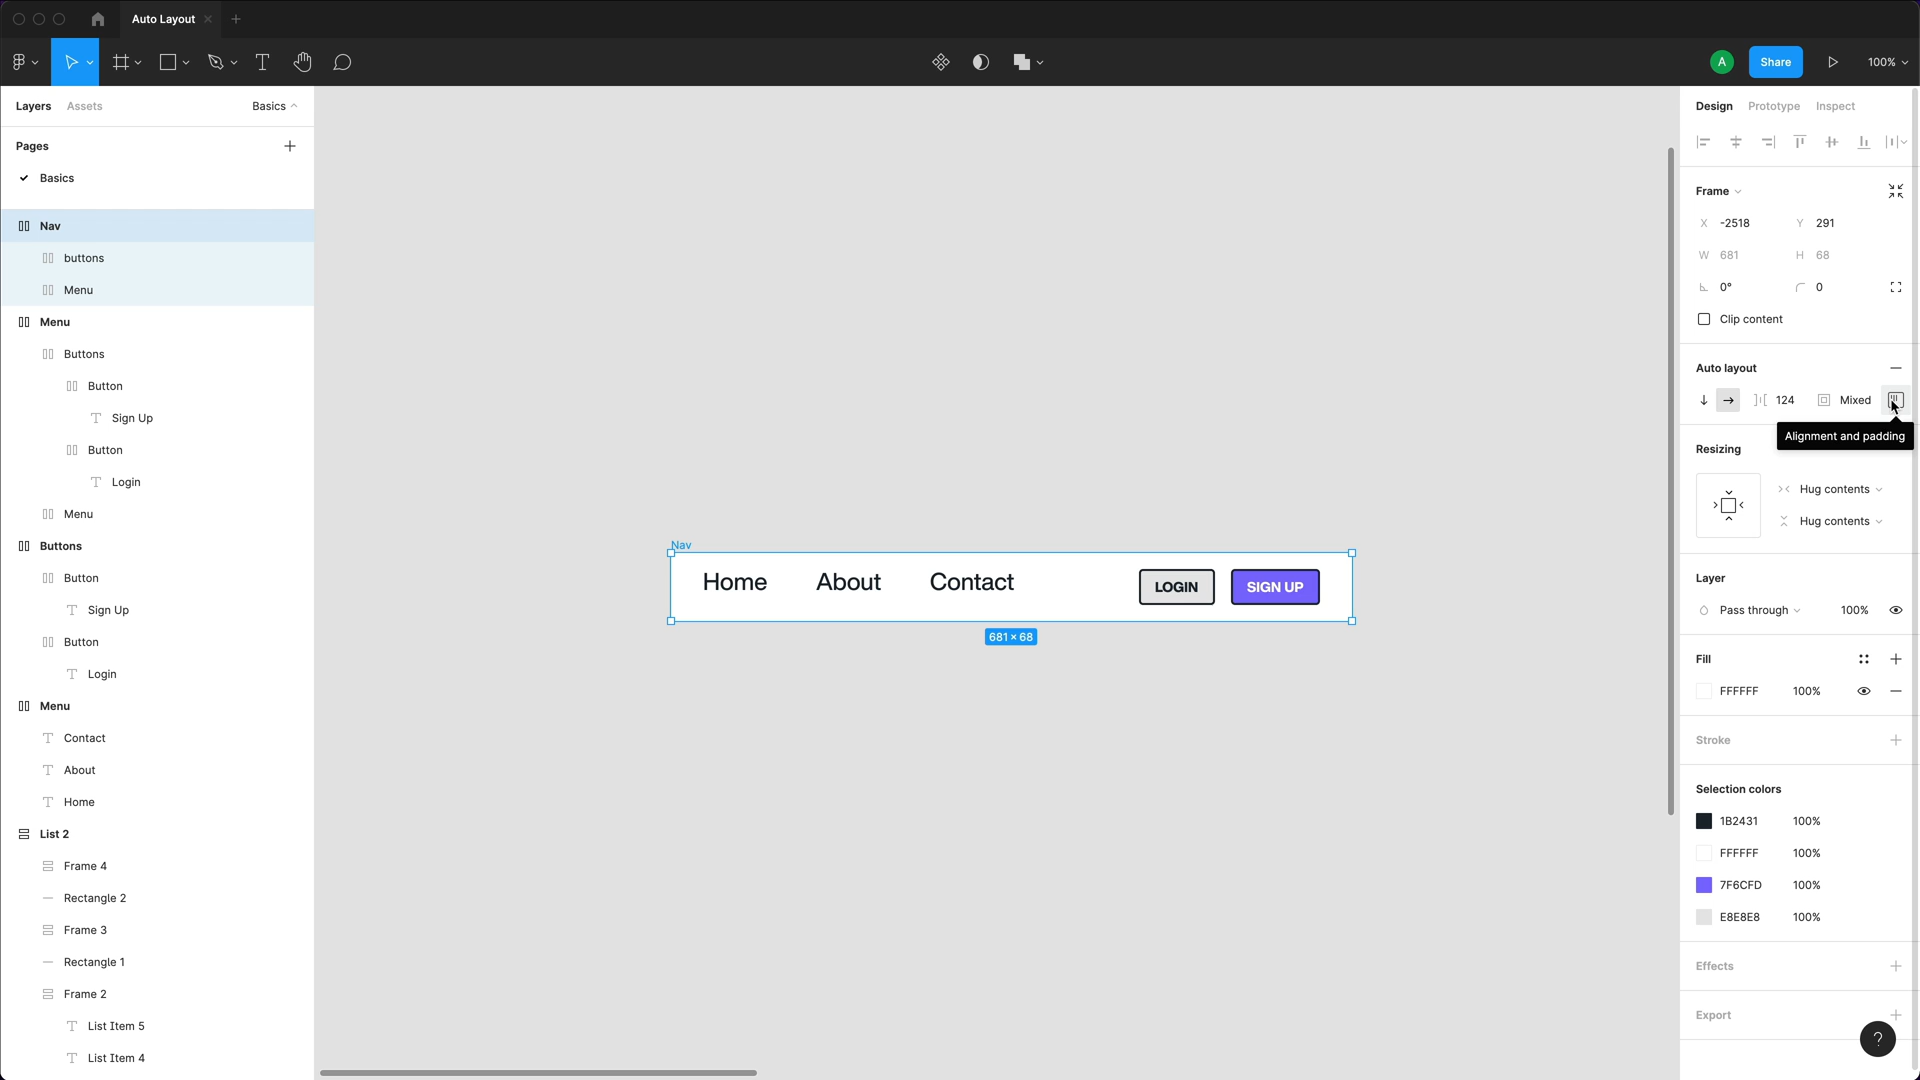 Auto Layout
A
Share
100%
Layers
Assets
Basics
Pages
Basics
Nav
buttons
Menu
Menu
Buttons
Button
Sign Up
Button
Login
Menu
Buttons
Button
Sign Up
Button
Login
Menu
Contact
About
Home
List 2
Frame 4
Rectangle 2
Frame 3
Rectangle 1
Frame 2
List Item 5
List Item 4
Nav
Home About Contact LOGIN SIGN UP
681 × 68
Design Prototype Inspect
Frame
X -2518 Y 291
W 681 H 68
0° 0
Clip content
Auto layout
124 Mixed
Alignment and padding
Resizing
Hug contents
Hug contents
Layer
Pass through 100%
Fill
FFFFFF 100%
Stroke
Selection colors
1B2431 100%
FFFFFF 100%
7F6CFD 100%
E8E8E8 100%
Effects
Export
?